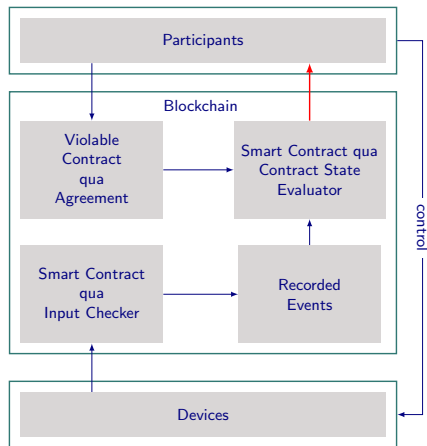 Participants
Blockchain
Violable
Contract
qua
Agreement
Smart Contract qua
Contract State
Evaluator
Smart Contract
qua
Input Checker
Recorded
Events
control
Devices